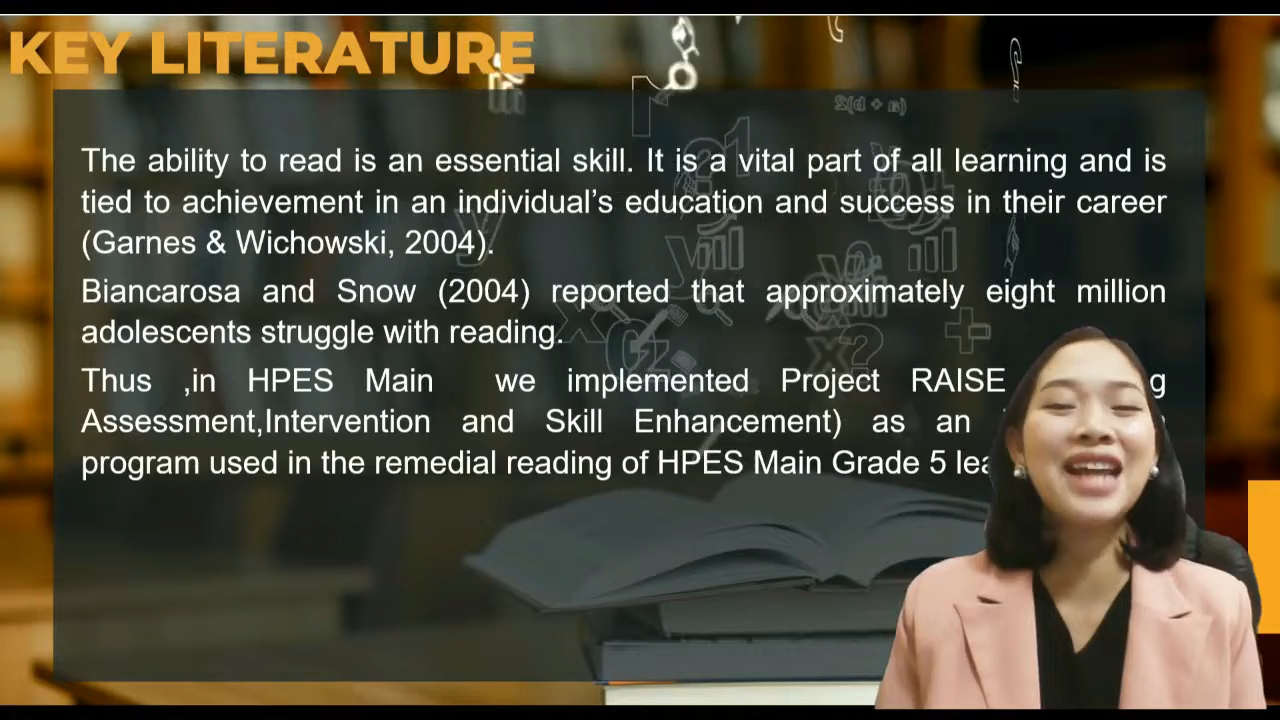 KEY LITERATURE
The ability to read is an essential skill. It is a vital part of all learning and is
tied to achievement in an individual’s education and success in their career
(Garnes & Wichowski, 2004).
Biancarosa and Snow (2004) reported that approximately eight million
adolescents struggle with reading.
Thus ,in HPES Main we implemented Project RAISE
Assessment,Intervention and Skill Enhancement) as an
program used in the remedial reading of HPES Main Grade 5